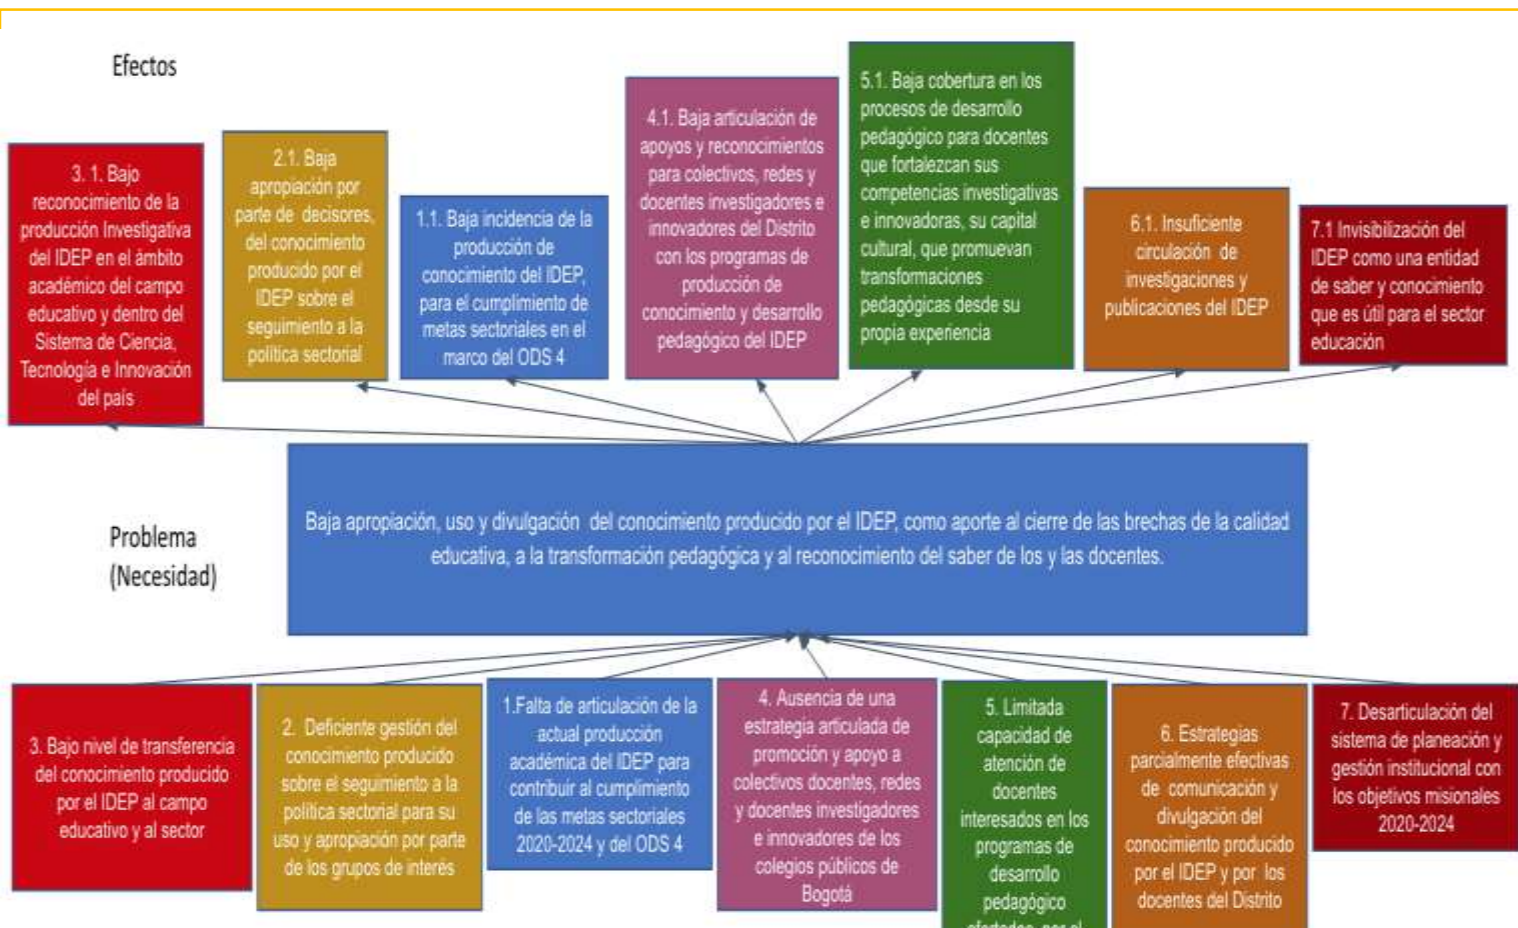 Efectos
3. 1. Bajo
reconocimiento de la
producción Investigativa
del IDEP en el ámbito
académico del campo
educativo y dentro del
Sistema de Ciencia,
Tecnología e Innovación
del país
2.1. Baja
apropiación por
parte de decisores,
del conocimiento
producido por el
IDEP sobre el
seguimiento a la
política sectorial
1.1. Baja incidencia de la
producción de
conocimiento del IDEP,
para el cumplimiento de
metas sectoriales en el
marco del ODS 4
4.1. Baja articulación de
apoyos y reconocimientos
para colectivos, redes y
docentes investigadores e
innovadores del Distrito
con los programas de
producción de
conocimiento y desarrollo
pedagógico del IDEP
5.1. Baja cobertura en los
procesos de desarrollo
pedagógico para docentes
que fortalezcan sus
competencias investigativas
e innovadoras, su capital
cultural, que promuevan
transformaciones
pedagógicas desde su
propia experiencia
6.1. Insuficiente
circulación de
investigaciones y
publicaciones del IDEP
7.1 Invisibilización del
IDEP como una entidad
de saber y conocimiento
que es útil para el sector
educación
Problema
(Necesidad)
Baja apropiación, uso y divulgación del conocimiento producido por el IDEP, como aporte al cierre de las brechas de la calidad
educativa, a la transformación pedagógica y al reconocimiento del saber de los y las docentes.
3. Bajo nivel de transferencia
del conocimiento producido
por el IDEP al campo
educativo y al sector
2. Deficiente gestión del
conocimiento producido
sobre el seguimiento a la
política sectorial para su
uso y apropiación por parte
de los grupos de interés
1.Falta de articulación de la
actual producción
académica del IDEP para
contribuir al cumplimiento
de las metas sectoriales
2020-2024 y del ODS 4
4. Ausencia de una
estrategia articulada de
promoción y apoyo a
colectivos docentes, redes
y docentes investigadores
e innovadores de los
colegios públicos de
Bogotá
5. Limitada
capacidad de
atención de
docentes
interesados en los
programas de
desarrollo
pedagógico
ofertados por el
6. Estrategias
parcialmente efectivas
de comunicación y
divulgación del
conocimiento producido
por el IDEP y por los
docentes del Distrito
7. Desarticulación del
sistema de planeación y
gestión institucional con
los objetivos misionales
2020-2024